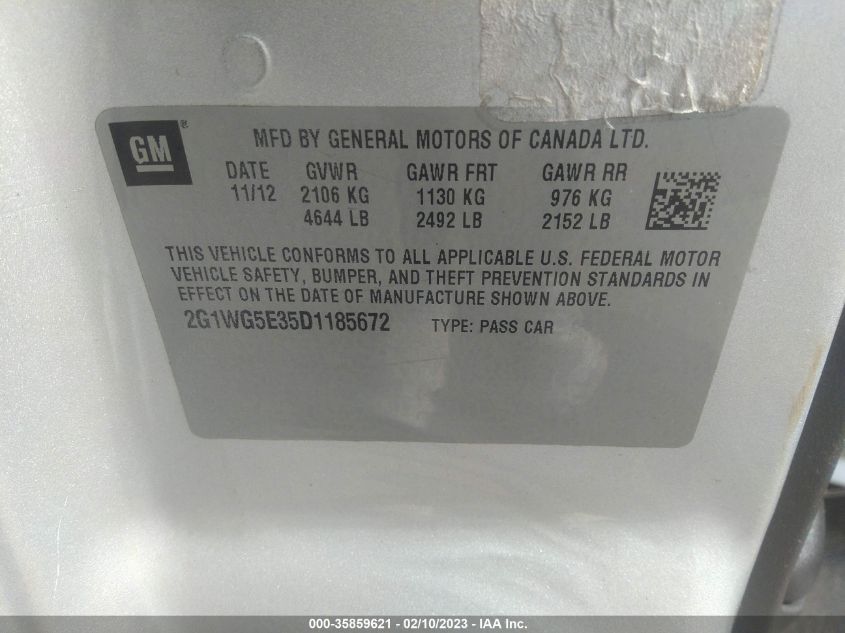 GM®
MFD BY GENERAL MOTORS OF CANADA LTD.
DATE GVWR GAWR FRT GAWR RR
11/12 2106 KG 1130 KG 976 KG
4644 LB 2492 LB 2152 LB
THIS VEHICLE CONFORMS TO ALL APPLICABLE U.S. FEDERAL MOTOR
VEHICLE SAFETY, BUMPER, AND THEFT PREVENTION STANDARDS IN
EFFECT ON THE DATE OF MANUFACTURE SHOWN ABOVE.
2G1WG5E35D1185672 TYPE: PASS CAR
000-35859621 - 02/10/2023 - IAA Inc.